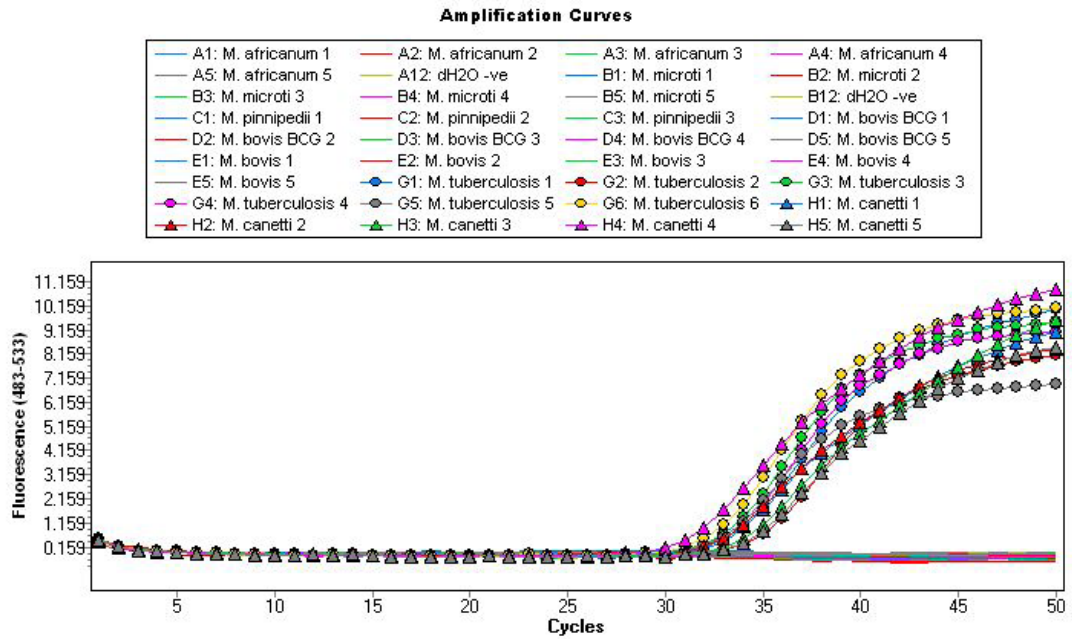 Amplification Curves
A1: M. africanum 1 A2: M. africanum 2 A3: M. africanum 3 A4: M. africanum 4
A5: M. africanum 5 A12: dH2O -ve B1: M. microti 1 B2: M. microti 2
B3: M. microti 3 B4: M. microti 4 B5: M. microti 5 B12: dH2O -ve
C1: M. pinnipedii 1 C2: M. pinnipedii 2 C3: M. pinnipedii 3 D1: M. bovis BCG 1
D2: M. bovis BCG 2 D3: M. bovis BCG 3 D4: M. bovis BCG 4 D5: M. bovis BCG 5
E1: M. bovis 1 E2: M. bovis 2 E3: M. bovis 3 E4: M. bovis 4
E5: M. bovis 5 G1: M. tuberculosis 1 G2: M. tuberculosis 2 G3: M. tuberculosis 3
G4: M. tuberculosis 4 G5: M. tuberculosis 5 G6: M. tuberculosis 6 H1: M. canetti 1
H2: M. canetti 2 H3: M. canetti 3 H4: M. canetti 4 H5: M. canetti 5
Fluorescence (483-533)
11.159
10.159
9.159
8.159
7.159
6.159
5.159
4.159
3.159
2.159
1.159
0.159
5 10 15 20 25 30 35 40 45 50
Cycles